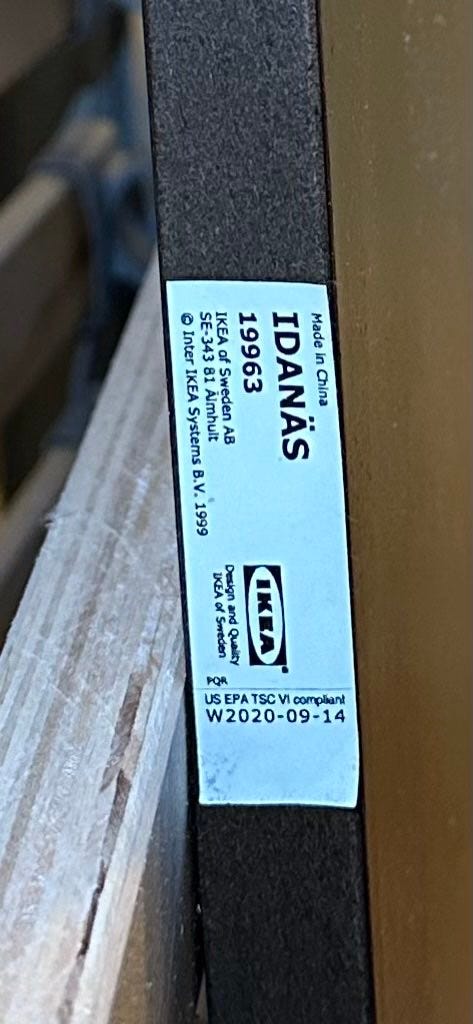 Made in China
IDANÄS
19963
IKEA of Sweden AB
SE-343 81 Älmhult
© Inter IKEA Systems B.V. 1999
IKEA®
Design and Quality
IKEA of Sweden
PQR
US EPA TSC VI compliant
W2020-09-14